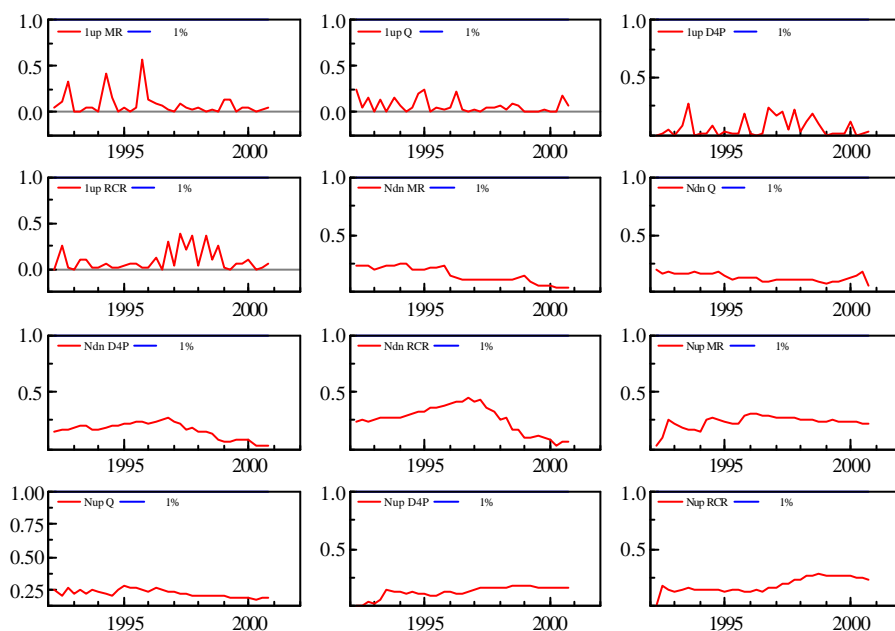 1.0 1up MR 1%
0.5
0.0
1995 2000
1.0 1up Q 1%
0.5
0.0
1995 2000
1.0 1up D4P 1%
0.5
1995 2000
1.0 1up RCR 1%
0.5
0.0
1995 2000
1.0 Ndn MR 1%
0.5
1995 2000
1.0 Ndn Q 1%
0.5
1995 2000
1.0 Ndn D4P 1%
0.5
1995 2000
1.0 Ndn RCR 1%
0.5
1995 2000
1.0 Nup MR 1%
0.5
1995 2000
1.00 Nup Q 1%
0.75
0.50
0.25
1995 2000
1.0 Nup D4P 1%
0.5
1995 2000
1.0 Nup RCR 1%
0.5
1995 2000